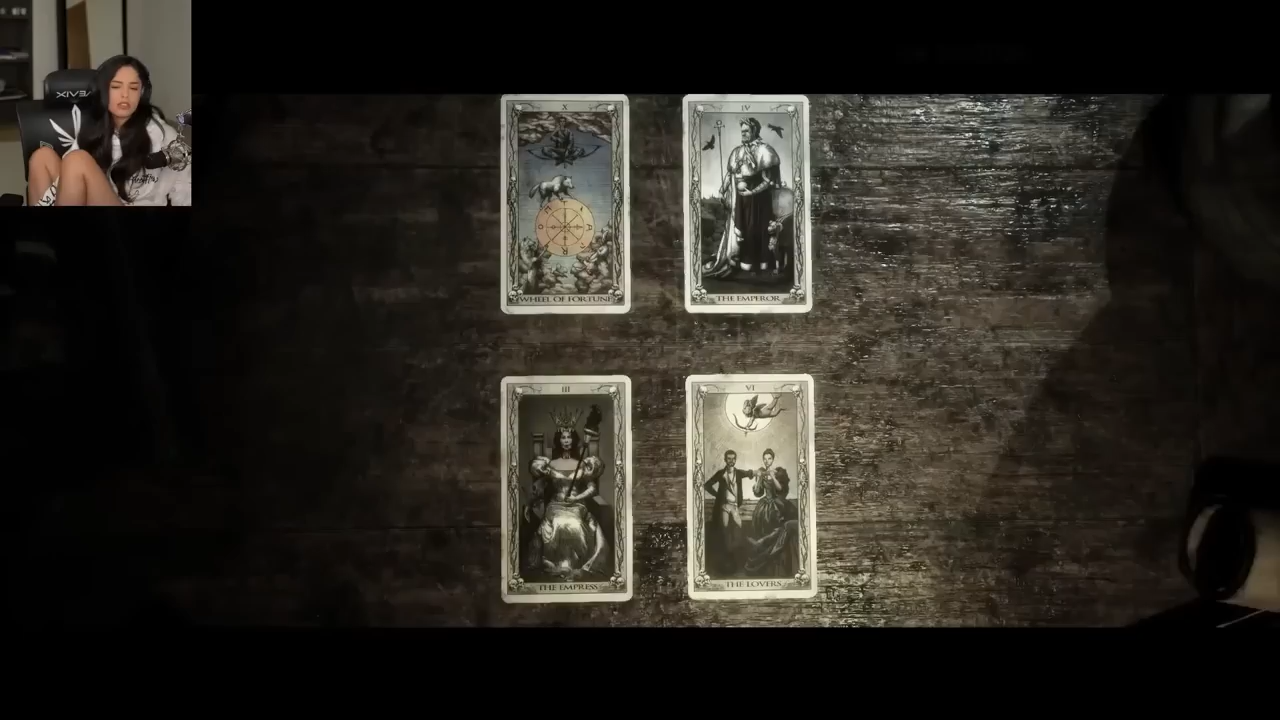 X
IV
WHEEL OF FORTUNE
THE EMPEROR
III
VI
THE EMPRESS
THE LOVERS